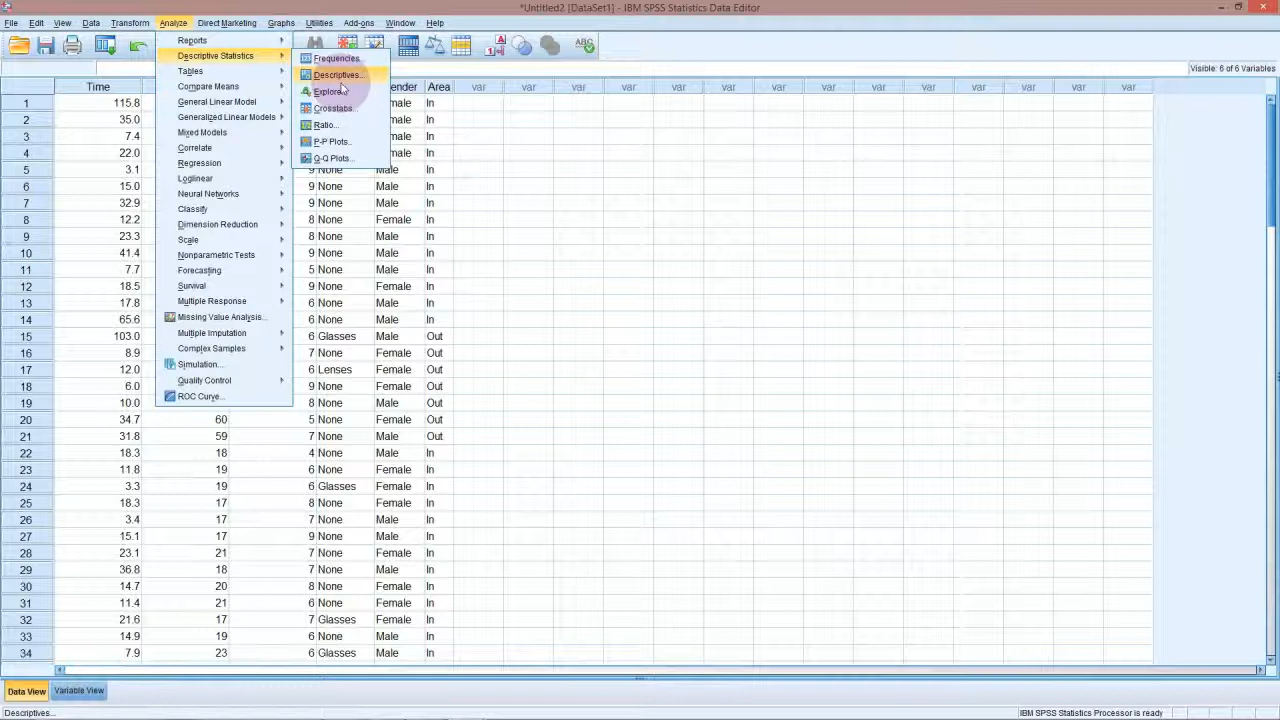 *Untitled2 [DataSet1] - IBM SPSS Statistics Data Editor
File Edit View Data Transform Analyze Direct Marketing Graphs Utilities Add-ons Window Help
Visible: 6 of 6 Variables
Reports
Descriptive Statistics
Tables
Compare Means
General Linear Model
Generalized Linear Models
Mixed Models
Correlate
Regression
Loglinear
Neural Networks
Classify
Dimension Reduction
Scale
Nonparametric Tests
Forecasting
Survival
Multiple Response
Missing Value Analysis...
Multiple Imputation
Complex Samples
Simulation...
Quality Control
ROC Curve...
Frequencies...
Descriptives...
Explore...
Crosstabs...
Ratio...
P-P Plots...
Q-Q Plots...
Time ender Area var var var var var var var var var var var var var var
1 115.8 male In
2 35.0 male In
3 7.4 male In
4 22.0 male In
5 3.1 9 None Male In
6 15.0 9 None Male In
7 32.9 9 None Male In
8 12.2 8 None Female In
9 23.3 8 None Male In
10 41.4 9 None Male In
11 7.7 5 None Male In
12 18.5 9 None Female In
13 17.8 6 None Male In
14 65.6 6 None Male In
15 103.0 6 Glasses Male Out
16 8.9 7 None Female Out
17 12.0 6 Lenses Female Out
18 6.0 9 None Female Out
19 10.0 8 None Male Out
20 34.7 60 5 None Female Out
21 31.8 59 7 None Male Out
22 18.3 18 4 None Male In
23 11.8 19 6 None Female In
24 3.3 19 6 Glasses Female In
25 18.3 17 8 None Female In
26 3.4 17 7 None Male In
27 15.1 17 9 None Male In
28 23.1 21 7 None Female In
29 36.8 18 7 None Male In
30 14.7 20 8 None Female In
31 11.4 21 6 None Female In
32 21.6 17 7 Glasses Female In
33 14.9 19 6 None Male In
34 7.9 23 6 Glasses Male In
Data View Variable View
Descriptives...
IBM SPSS Statistics Processor is ready